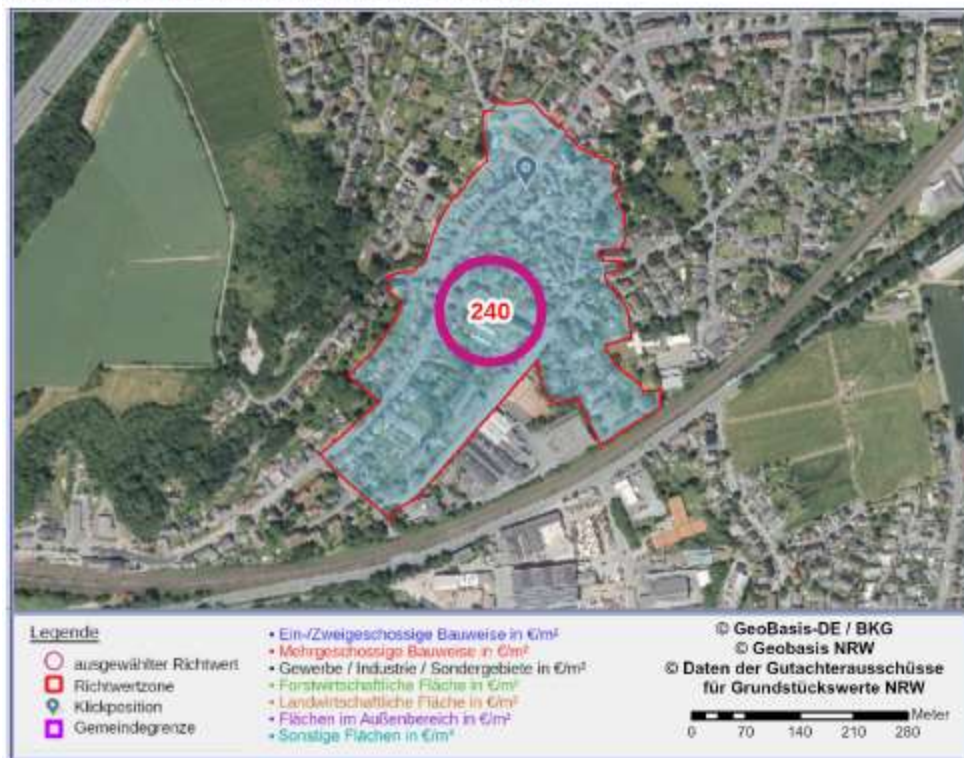 240
Legende
ausgewählter Richtwert
Richtwertzone
Klickposition
Gemeindegrenze
• Ein-/Zweigeschossige Bauweise in €/m²
• Mehrgeschossige Bauweise in €/m²
• Gewerbe / Industrie / Sondergebiete in €/m²
• Forstwirtschaftliche Fläche in €/m²
• Landwirtschaftliche Fläche in €/m²
• Flächen im Außenbereich in €/m²
• Sonstige Flächen in €/m²
© GeoBasis-DE / BKG
© Geobasis NRW
© Daten der Gutachterausschüsse
für Grundstückswerte NRW
Meter
0 70 140 210 280